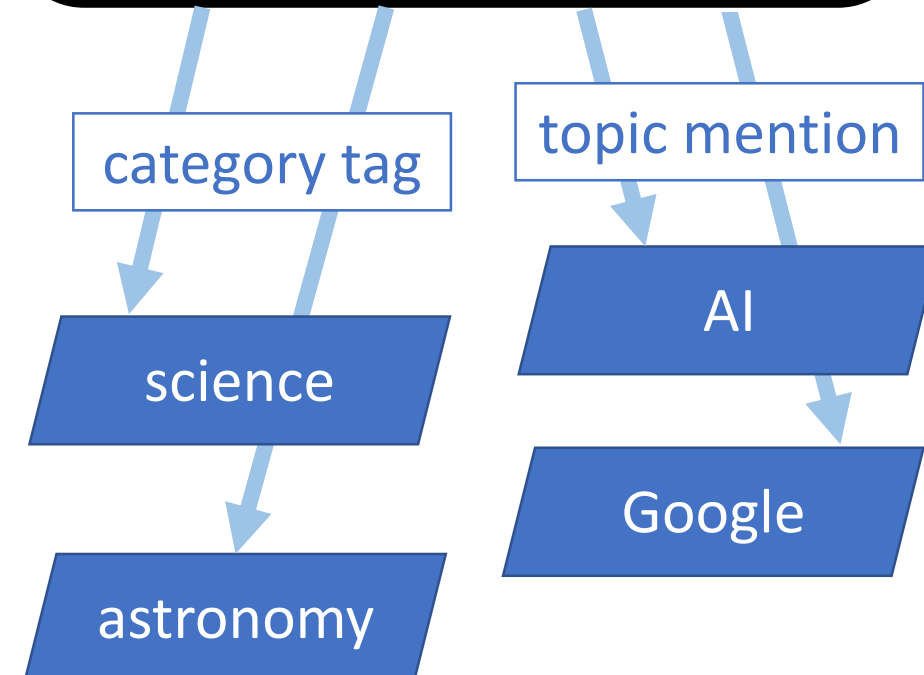 category tag
topic mention
science
AI
astronomy
Google